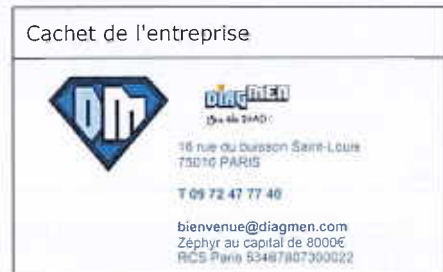 Cachet de l'entreprise
DM
DIAGMEN
16 rue du buisson Saint-Louis
75010 PARIS
T 09 72 47 77 40
bienvenue@diagmen.com
Zéphyr au capital de 8000€
RCS Paris 53467807300022